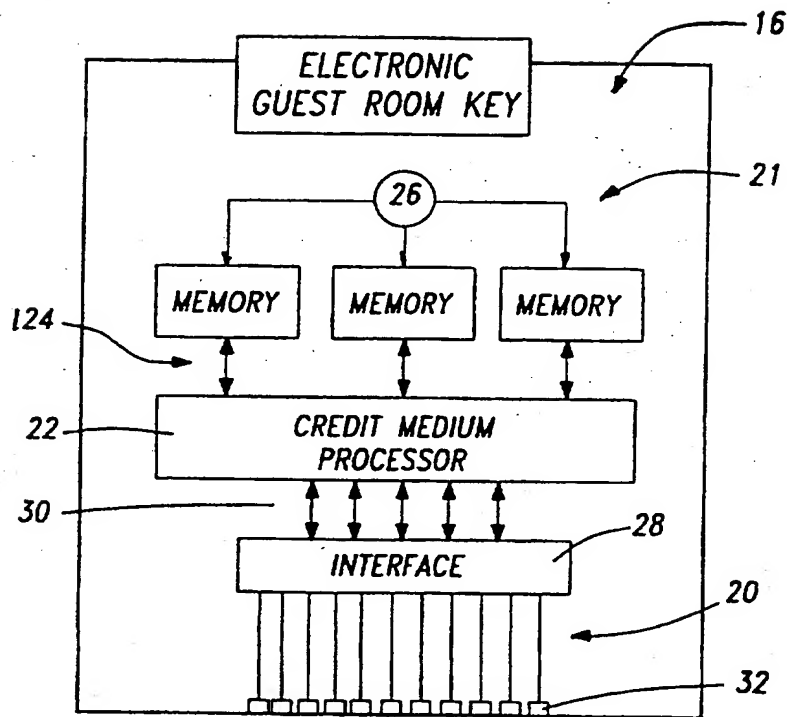 16
ELECTRONIC
GUEST ROOM KEY
21
26
MEMORY MEMORY MEMORY
124
22
CREDIT MEDIUM
PROCESSOR
30
28
INTERFACE
20
32